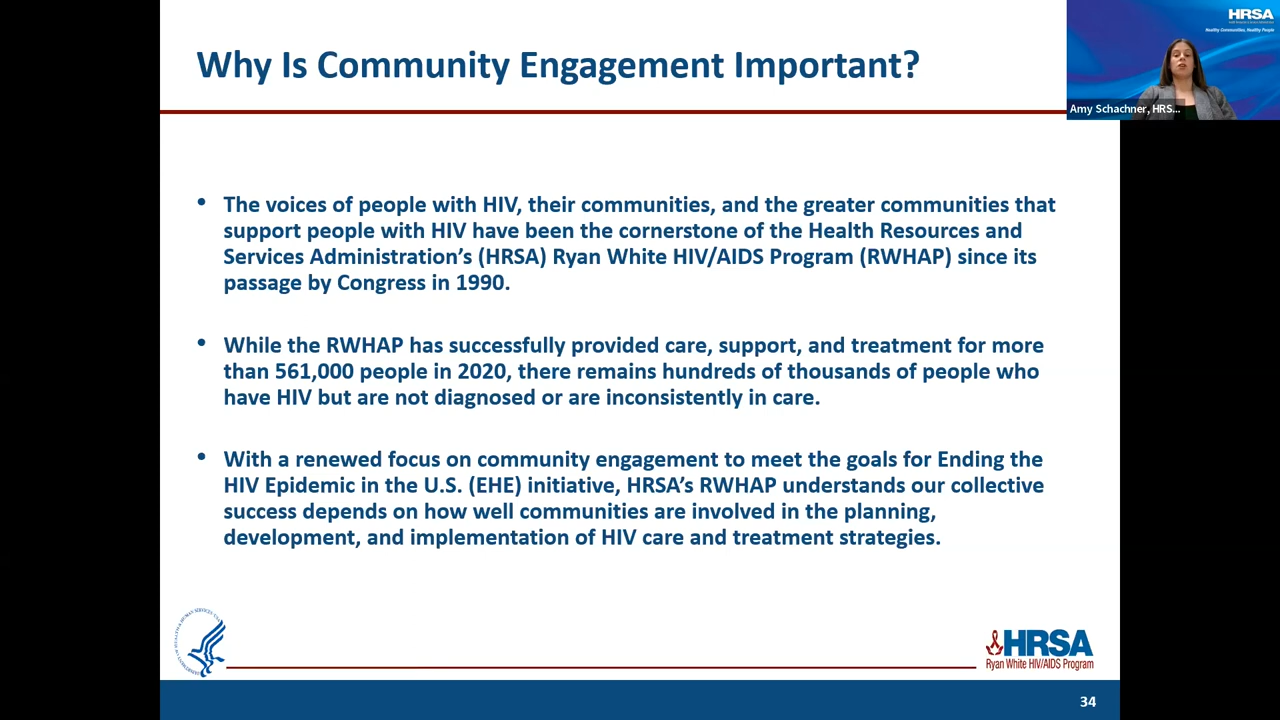 Why Is Community Engagement Important?
HRSA
Healthy Communities, Healthy People
Amy Schachner, HRS...
• The voices of people with HIV, their communities, and the greater communities that
support people with HIV have been the cornerstone of the Health Resources and
Services Administration’s (HRSA) Ryan White HIV/AIDS Program (RWHAP) since its
passage by Congress in 1990.
• While the RWHAP has successfully provided care, support, and treatment for more
than 561,000 people in 2020, there remains hundreds of thousands of people who
have HIV but are not diagnosed or are inconsistently in care.
• With a renewed focus on community engagement to meet the goals for Ending the
HIV Epidemic in the U.S. (EHE) initiative, HRSA’s RWHAP understands our collective
success depends on how well communities are involved in the planning,
development, and implementation of HIV care and treatment strategies.
HRSA
Ryan White HIV/AIDS Program
34